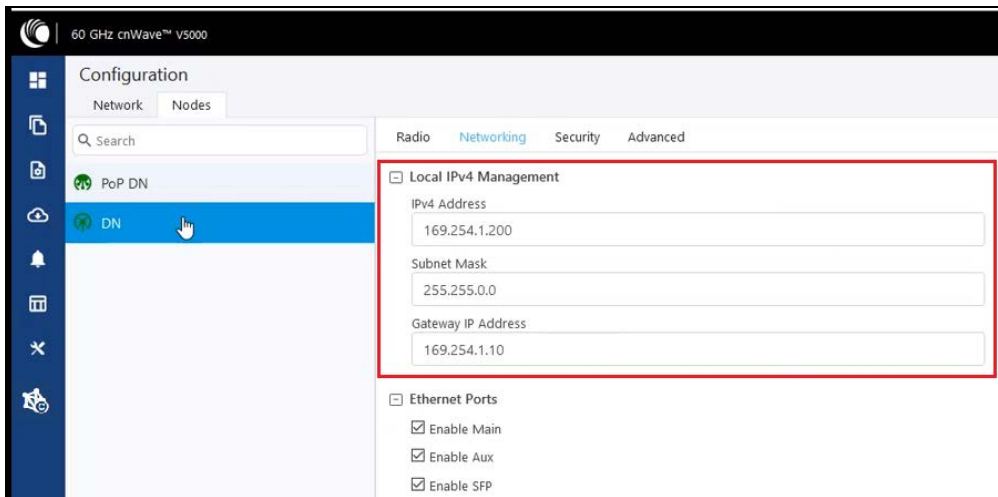 60 GHz cnWave™ V5000
Configuration
Network Nodes
Search
PoP DN
DN
Radio Networking Security Advanced
Local IPv4 Management
IPv4 Address
169.254.1.200
Subnet Mask
255.255.0.0
Gateway IP Address
169.254.1.10
Ethernet Ports
Enable Main
Enable Aux
Enable SFP